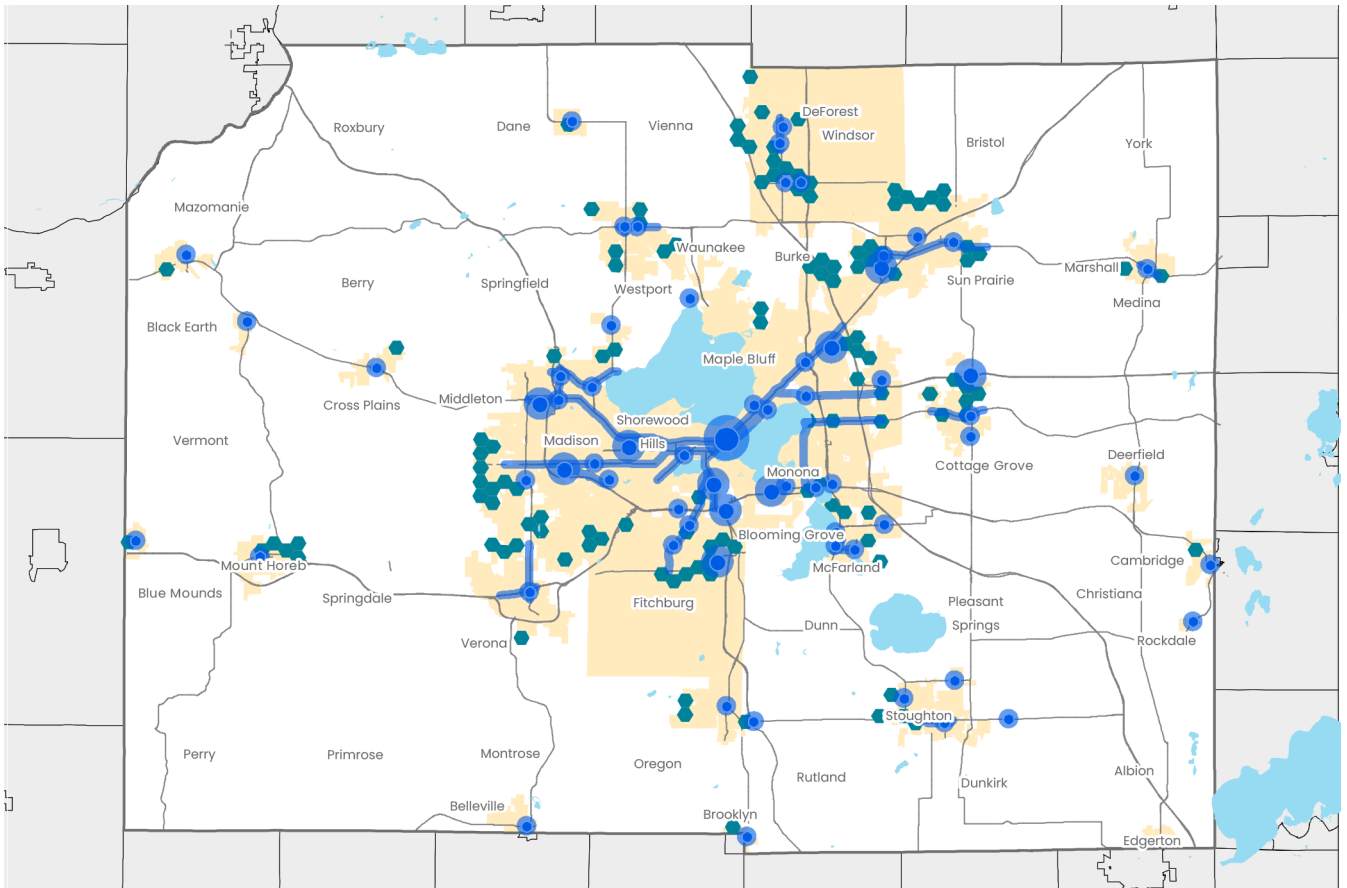 DeForest
Roxbury
Dane
Vienna
Windsor
Bristol
York
Mazomanie
Waunakee
Burke
Marshall
Berry
Springfield
Westport
Sun Prairie
Medina
Black Earth
Maple Bluff
Cross Plains
Middleton
Shorewood
Hills
Vermont
Madison
Deerfield
Monona
Cottage Grove
Blooming Grove
Cambridge
Mount Horeb
McFarland
Blue Mounds
Springdale
Fitchburg
Christiana
Pleasant
Springs
Dunn
Verona
Rockdale
Stoughton
Perry
Primrose
Montrose
Oregon
Rutland
Albion
Dunkirk
Belleville
Brooklyn
Edgerton